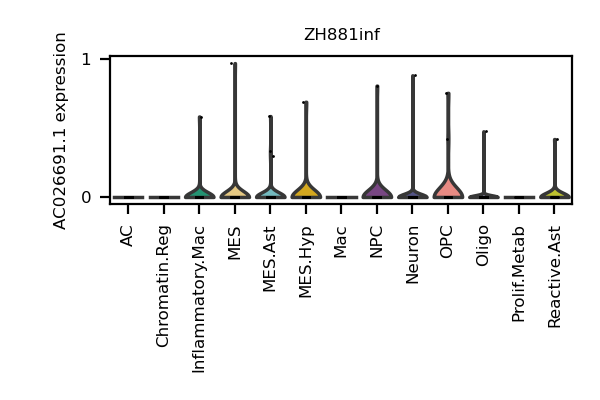 ZH881inf
AC026691.1 expression
1
0
AC
Chromatin.Reg
Inflammatory.Mac
MES
MES.Ast
MES.Hyp
Mac
NPC
Neuron
OPC
Oligo
Prolif.Metab
Reactive.Ast